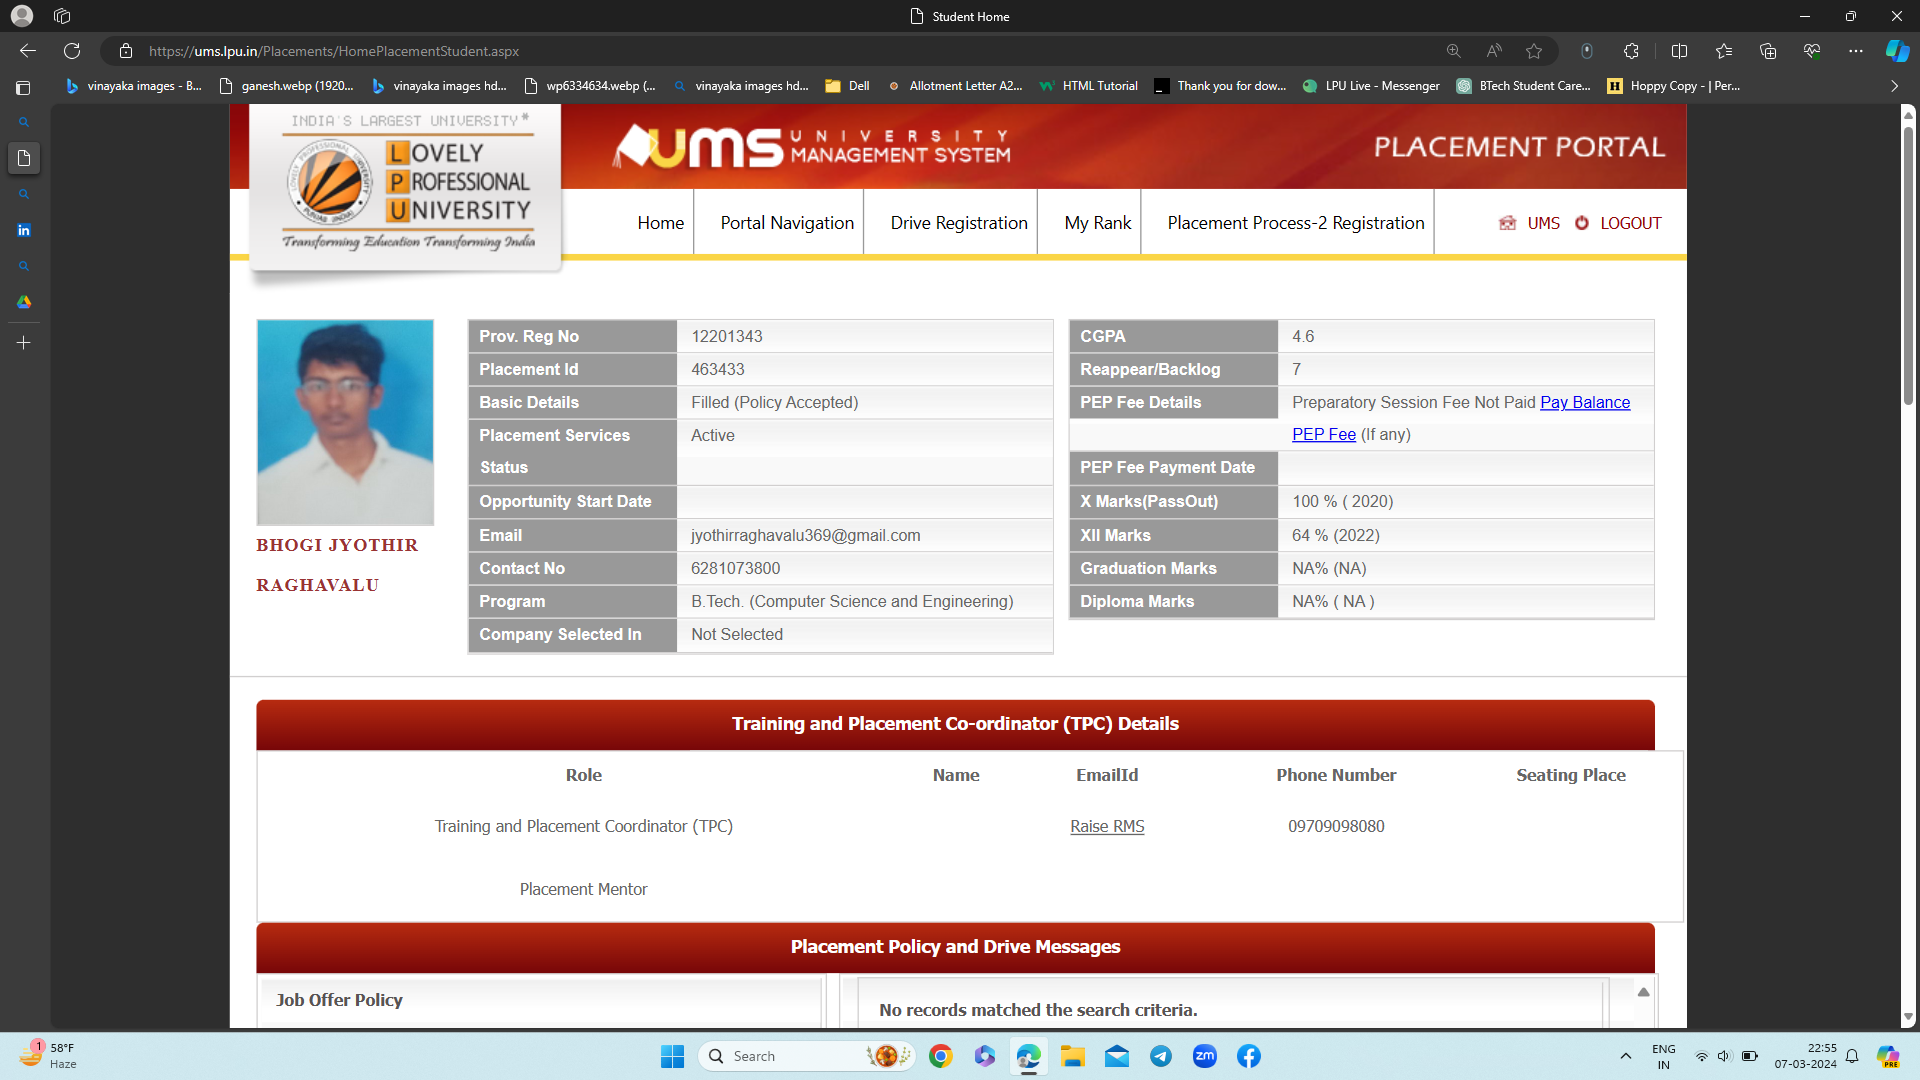 Student Home
https://ums.lpu.in/Placements/HomePlacementStudent.aspx
vinayaka images - B...
ganesh.webp (1920...
vinayaka images hd...
wp6334634.webp (...
vinayaka images hd...
Dell
Allotment Letter A2...
HTML Tutorial
Thank you for dow...
LPU Live - Messenger
BTech Student Care...
Hoppy Copy - | Per...
INDIA'S LARGEST UNIVERSITY*
LOVELY
PROFESSIONAL
UNIVERSITY
Transforming Education Transforming India
UMS UNIVERSITY
MANAGEMENT SYSTEM
PLACEMENT PORTAL
Home
Portal Navigation
Drive Registration
My Rank
Placement Process-2 Registration
UMS
LOGOUT
BHOGI JYOTHIR
RAGHAVALU
Prov. Reg No 12201343
Placement Id 463433
Basic Details Filled (Policy Accepted)
Placement Services Active
Status
Opportunity Start Date
Email jyothirraghavalu369@gmail.com
Contact No 6281073800
Program B.Tech. (Computer Science and Engineering)
Company Selected In Not Selected
CGPA 4.6
Reappear/Backlog 7
PEP Fee Details Preparatory Session Fee Not Paid Pay Balance
PEP Fee (If any)
PEP Fee Payment Date
X Marks(PassOut) 100 % ( 2020)
XII Marks 64 % (2022)
Graduation Marks NA% (NA)
Diploma Marks NA% ( NA )
Training and Placement Co-ordinator (TPC) Details
Role Name EmailId Phone Number Seating Place
Training and Placement Coordinator (TPC) Raise RMS 09709098080
Placement Mentor
Placement Policy and Drive Messages
Job Offer Policy
No records matched the search criteria.
1
58°F
Haze
Search
zm
ENG
IN
22:55
07-03-2024
PRE